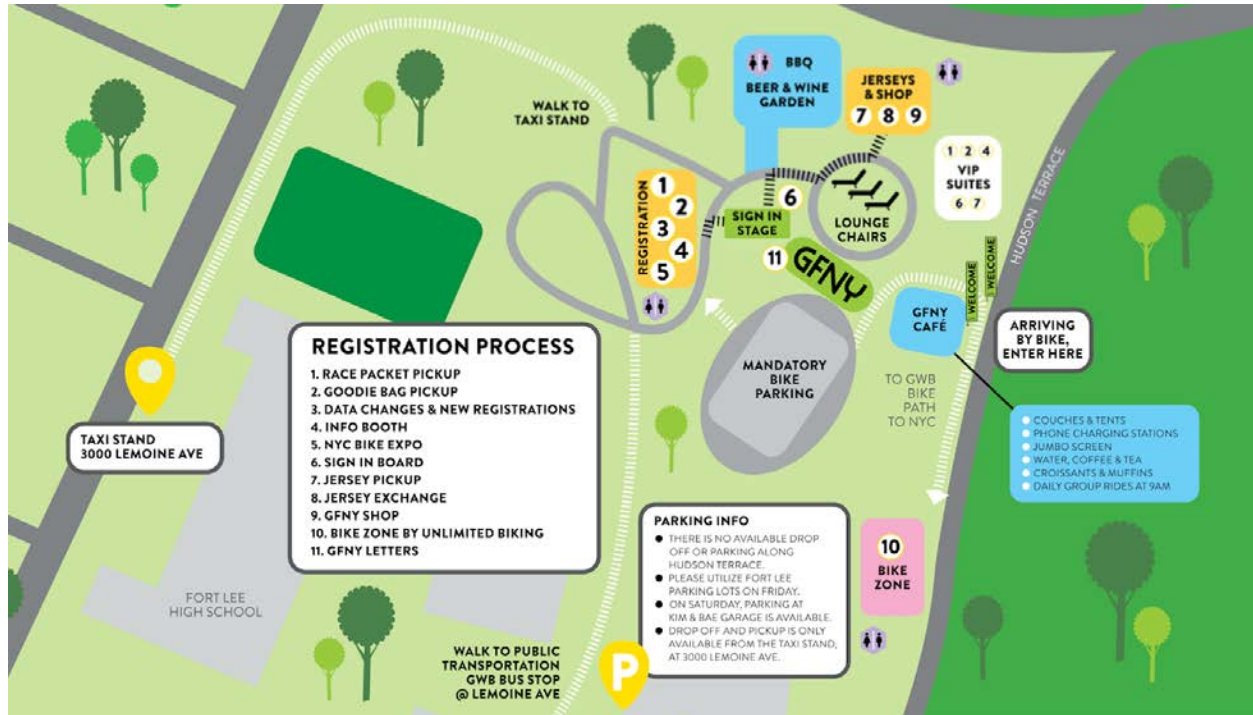 WALK TO
TAXI STAND
BBQ
BEER & WINE
GARDEN
JERSEYS
& SHOP
7 8 9
1 2 4
VIP
SUITES
6 7
HUDSON TERRACE
REGISTRATION
1
2
3
4
5
6
SIGN IN
STAGE
LOUNGE
CHAIRS
11
GFNY
WELCOME
WELCOME
GFNY
CAFÉ
ARRIVING
BY BIKE,
ENTER HERE
MANDATORY
BIKE
PARKING
TO GWB
BIKE
PATH
TO NYC
COUCHES & TENTS
PHONE CHARGING STATIONS
JUMBO SCREEN
WATER, COFFEE & TEA
CROISSANTS & MUFFINS
DAILY GROUP RIDES AT 9AM
REGISTRATION PROCESS
1. RACE PACKET PICKUP
2. GOODIE BAG PICKUP
3. DATA CHANGES & NEW REGISTRATIONS
4. INFO BOOTH
5. NYC BIKE EXPO
6. SIGN IN BOARD
7. JERSEY PICKUP
8. JERSEY EXCHANGE
9. GFNY SHOP
10. BIKE ZONE BY UNLIMITED BIKING
11. GFNY LETTERS
TAXI STAND
3000 LEMOINE AVE
FORT LEE
HIGH SCHOOL
PARKING INFO
● THERE IS NO AVAILABLE DROP
OFF OR PARKING ALONG
HUDSON TERRACE.
● PLEASE UTILIZE FORT LEE
PARKING LOTS ON FRIDAY.
● ON SATURDAY, PARKING AT
KIM & BAE GARAGE IS AVAILABLE.
● DROP OFF AND PICKUP IS ONLY
AVAILABLE FROM THE TAXI STAND,
AT 3000 LEMOINE AVE.
10
BIKE
ZONE
WALK TO PUBLIC
TRANSPORTATION
GWB BUS STOP
@ LEMOINE AVE
P